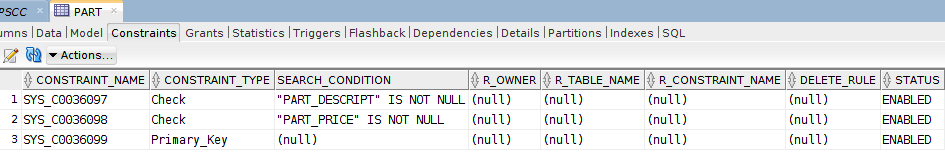 PSCC × PART ×
umns Data Model Constraints Grants Statistics Triggers Flashback Dependencies Details Partitions Indexes SQL
Actions...
CONSTRAINT_NAME CONSTRAINT_TYPE SEARCH_CONDITION R_OWNER R_TABLE_NAME R_CONSTRAINT_NAME DELETE_RULE STATUS
1 SYS_C0036097 Check "PART_DESCRIPT" IS NOT NULL (null) (null) (null) (null) ENABLED
2 SYS_C0036098 Check "PART_PRICE" IS NOT NULL (null) (null) (null) (null) ENABLED
3 SYS_C0036099 Primary_Key (null) (null) (null) (null) (null) ENABLED